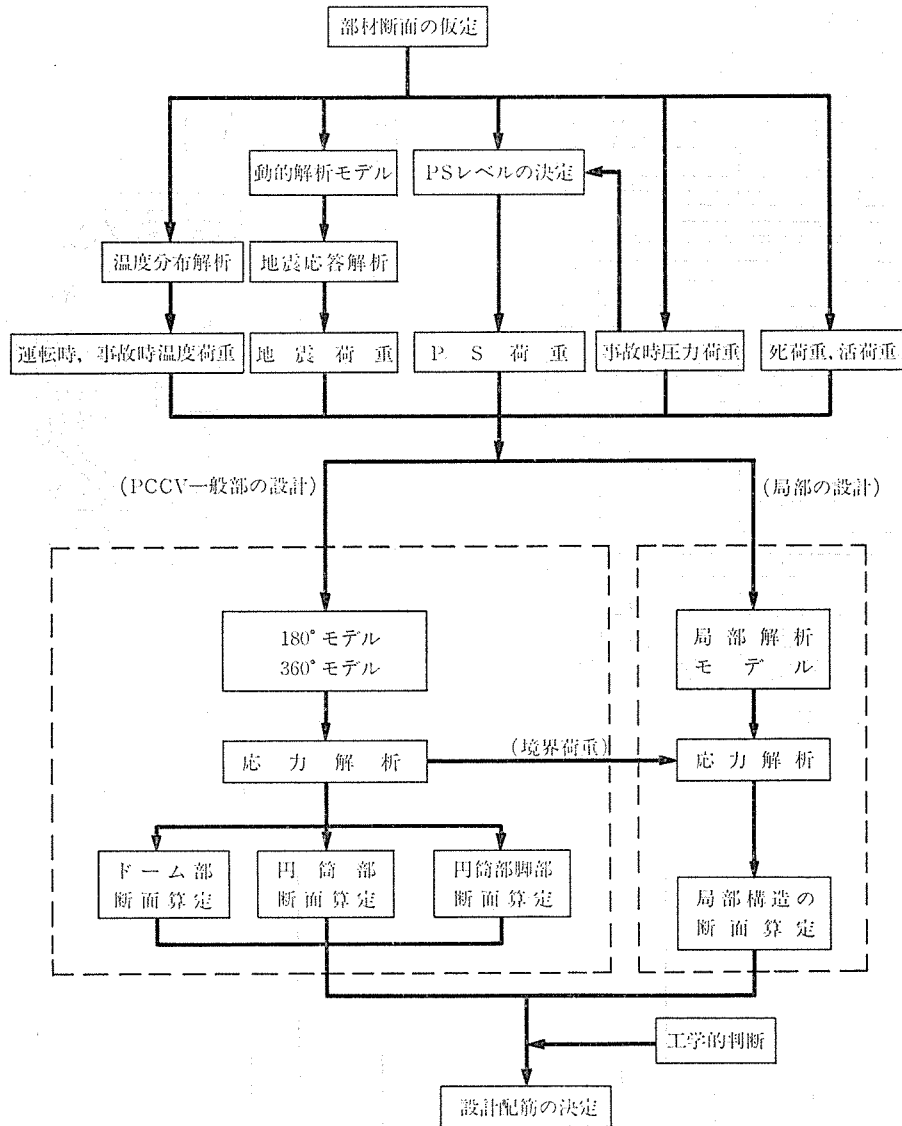 部材断面の仮定
動的解析モデル
PSレベルの決定
温度分布解析
地震応答解析
運転時，事故時温度荷重
地震荷重
PS荷重
事故時圧力荷重
死荷重，活荷重
(PCCV一般部の設計)
(局部の設計)
180°モデル
360°モデル
局部解析
モデル
応力解析
(境界荷重)
応力解析
ドーム部
断面算定
円筒部
断面算定
円筒部脚部
断面算定
局部構造の
断面算定
工学的判断
設計配筋の決定